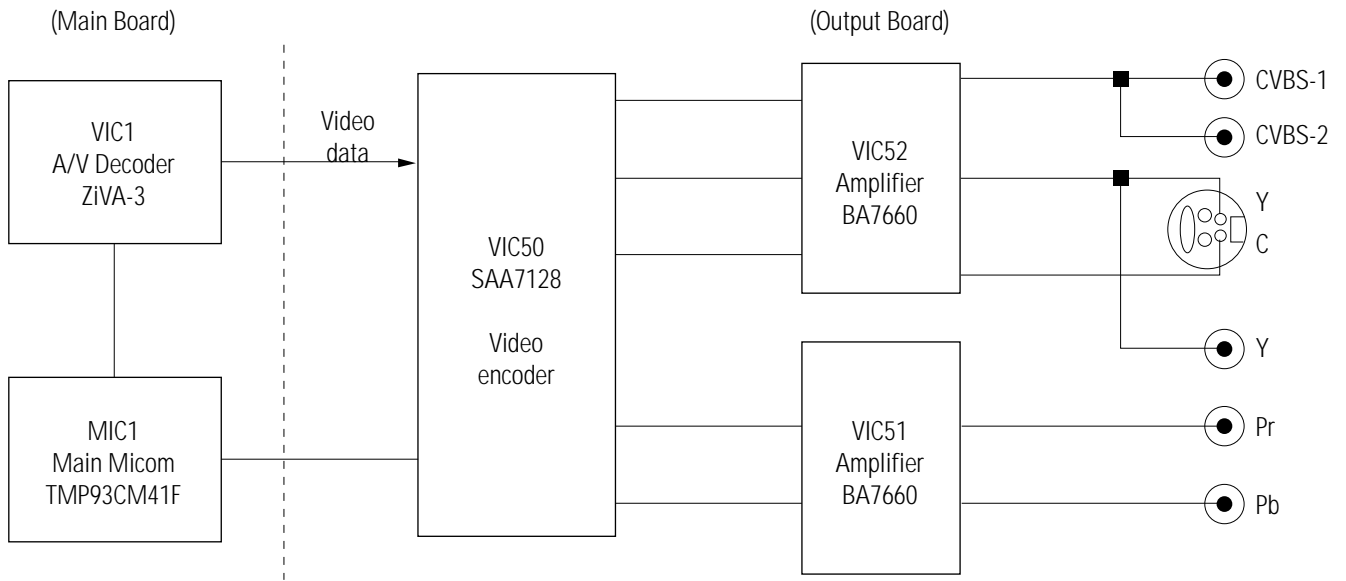 (Main Board)
(Output Board)
VIC1
A/V Decoder
ZiVA-3
Video
data
VIC50
SAA7128
Video
encoder
VIC52
Amplifier
BA7660
CVBS-1
CVBS-2
Y
C
Y
MIC1
Main Micom
TMP93CM41F
VIC51
Amplifier
BA7660
Pr
Pb